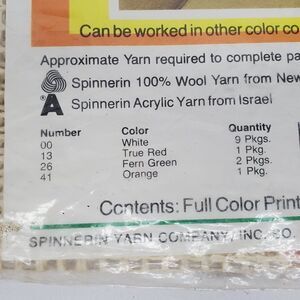 Can be worked in other color co
Approximate Yarn required to complete pa
Spinnerin 100% Wool Yarn from New
A Spinnerin Acrylic Yarn from Israel
Number Color Quantity
00 White 9 Pkgs.
13 True Red 1 Pkg.
26 Fern Green 2 Pkgs.
41 Orange 1 Pkg.
Contents: Full Color Print
SPINNERIN YARN COMPANY, INC. CO.